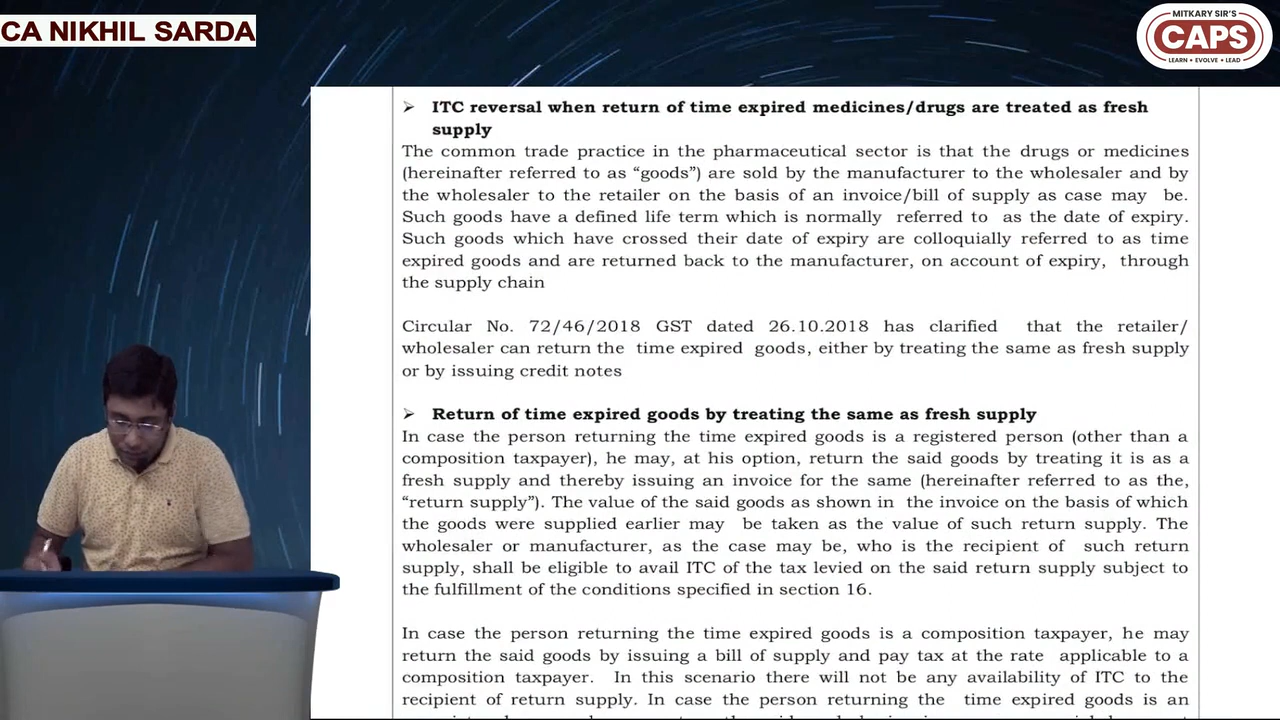 CA NIKHIL SARDA
MITKARY SIR'S
CAPS
LEARN • EVOLVE • LEAD
➢ ITC reversal when return of time expired medicines/drugs are treated as fresh
supply
The common trade practice in the pharmaceutical sector is that the drugs or medicines
(hereinafter referred to as “goods”) are sold by the manufacturer to the wholesaler and by
the wholesaler to the retailer on the basis of an invoice/bill of supply as case may be.
Such goods have a defined life term which is normally referred to as the date of expiry.
Such goods which have crossed their date of expiry are colloquially referred to as time
expired goods and are returned back to the manufacturer, on account of expiry, through
the supply chain
Circular No. 72/46/2018 GST dated 26.10.2018 has clarified that the retailer/
wholesaler can return the time expired goods, either by treating the same as fresh supply
or by issuing credit notes
➢ Return of time expired goods by treating the same as fresh supply
In case the person returning the time expired goods is a registered person (other than a
composition taxpayer), he may, at his option, return the said goods by treating it is as a
fresh supply and thereby issuing an invoice for the same (hereinafter referred to as the,
“return supply”). The value of the said goods as shown in the invoice on the basis of which
the goods were supplied earlier may be taken as the value of such return supply. The
wholesaler or manufacturer, as the case may be, who is the recipient of such return
supply, shall be eligible to avail ITC of the tax levied on the said return supply subject to
the fulfillment of the conditions specified in section 16.
In case the person returning the time expired goods is a composition taxpayer, he may
return the said goods by issuing a bill of supply and pay tax at the rate applicable to a
composition taxpayer. In this scenario there will not be any availability of ITC to the
recipient of return supply. In case the person returning the time expired goods is an